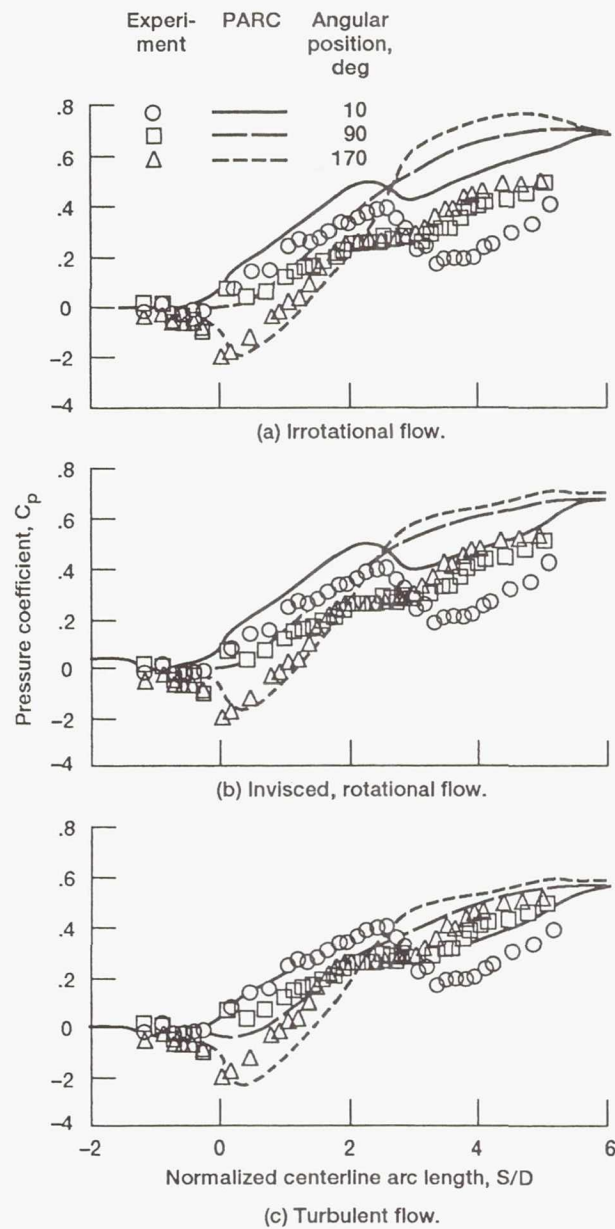 Experi-
ment
PARC
Angular
position,
deg
10
90
170
.8
.6
.4
.2
0
–.2
–.4
(a) Irrotational flow.
.8
.6
.4
.2
0
–.2
–.4
(b) Invisced, rotational flow.
.8
.6
.4
.2
0
–.2
–.4
–2
0
2
4
6
Pressure coefficient, Cp
Normalized centerline arc length, S/D
(c) Turbulent flow.